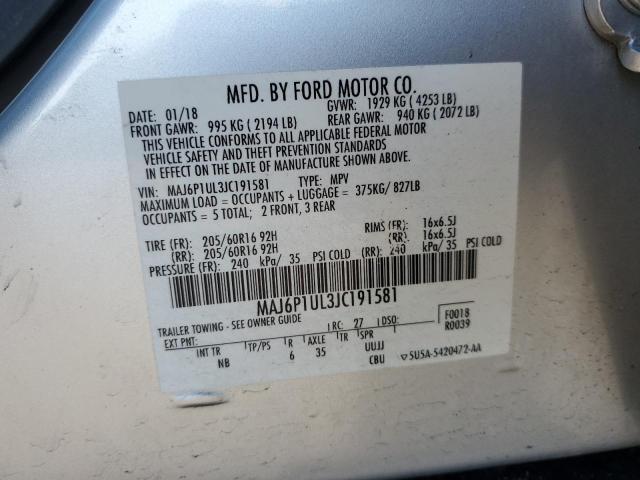 MFD. BY FORD MOTOR CO.
DATE: 01/18 GVWR: 1929 KG ( 4253 LB)
FRONT GAWR: 995 KG ( 2194 LB) REAR GAWR: 940 KG ( 2072 LB)
THIS VEHICLE CONFORMS TO ALL APPLICABLE FEDERAL MOTOR
VEHICLE SAFETY AND THEFT PREVENTION STANDARDS
IN EFFECT ON THE DATE OF MANUFACTURE SHOWN ABOVE.
VIN: MAJ6P1UL3JC191581 TYPE: MPV
MAXIMUM LOAD = OCCUPANTS + LUGGAGE = 375KG/ 827LB
OCCUPANTS = 5 TOTAL; 2 FRONT, 3 REAR
TIRE (FR): 205/60R16 92H RIMS (FR): 16x6.5J
(RR): 205/60R16 92H (RR): 16x6.5J
PRESSURE (FR): 240 kPa/ 35 PSI COLD (RR): 240 kPa/ 35 PSI COLD
MAJ6P1UL3JC191581
TRAILER TOWING - SEE OWNER GUIDE
EXT PMT: RC: 27 DSO: F0018
INT TR TP/PS R AXLE TR SPR R0039
NB 6 35 UUJJ
CBU 5U5A-5420472-AA